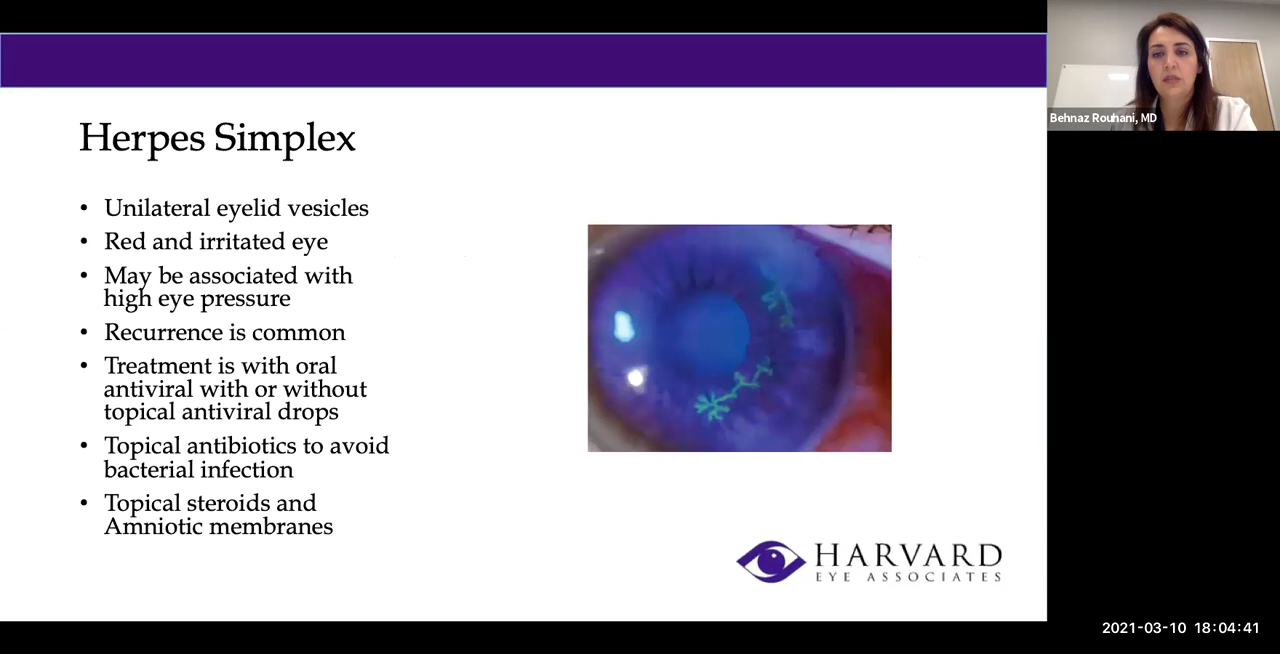 Herpes Simplex
• Unilateral eyelid vesicles
• Red and irritated eye
• May be associated with
high eye pressure
• Recurrence is common
• Treatment is with oral
antiviral with or without
topical antiviral drops
• Topical antibiotics to avoid
bacterial infection
• Topical steroids and
Amniotic membranes
HARVARD
EYE ASSOCIATES
Behnaz Rouhani, MD
2021-03-10 18:04:41